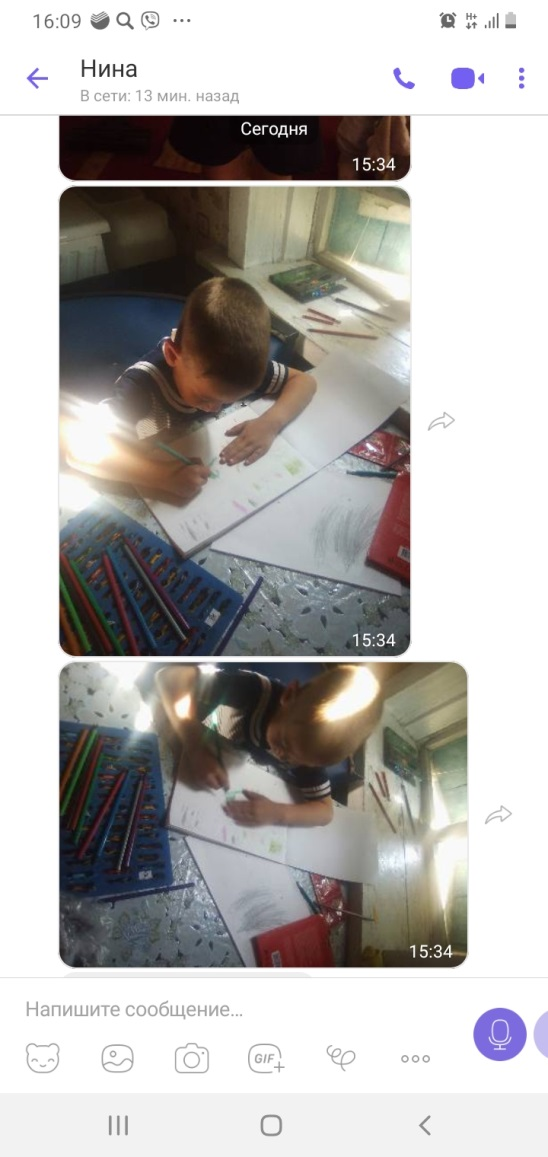 16:09
Нина
В сети: 13 мин. назад
Сегодня
15:34
15:34
15:34
Напишите сообщение...
GIF